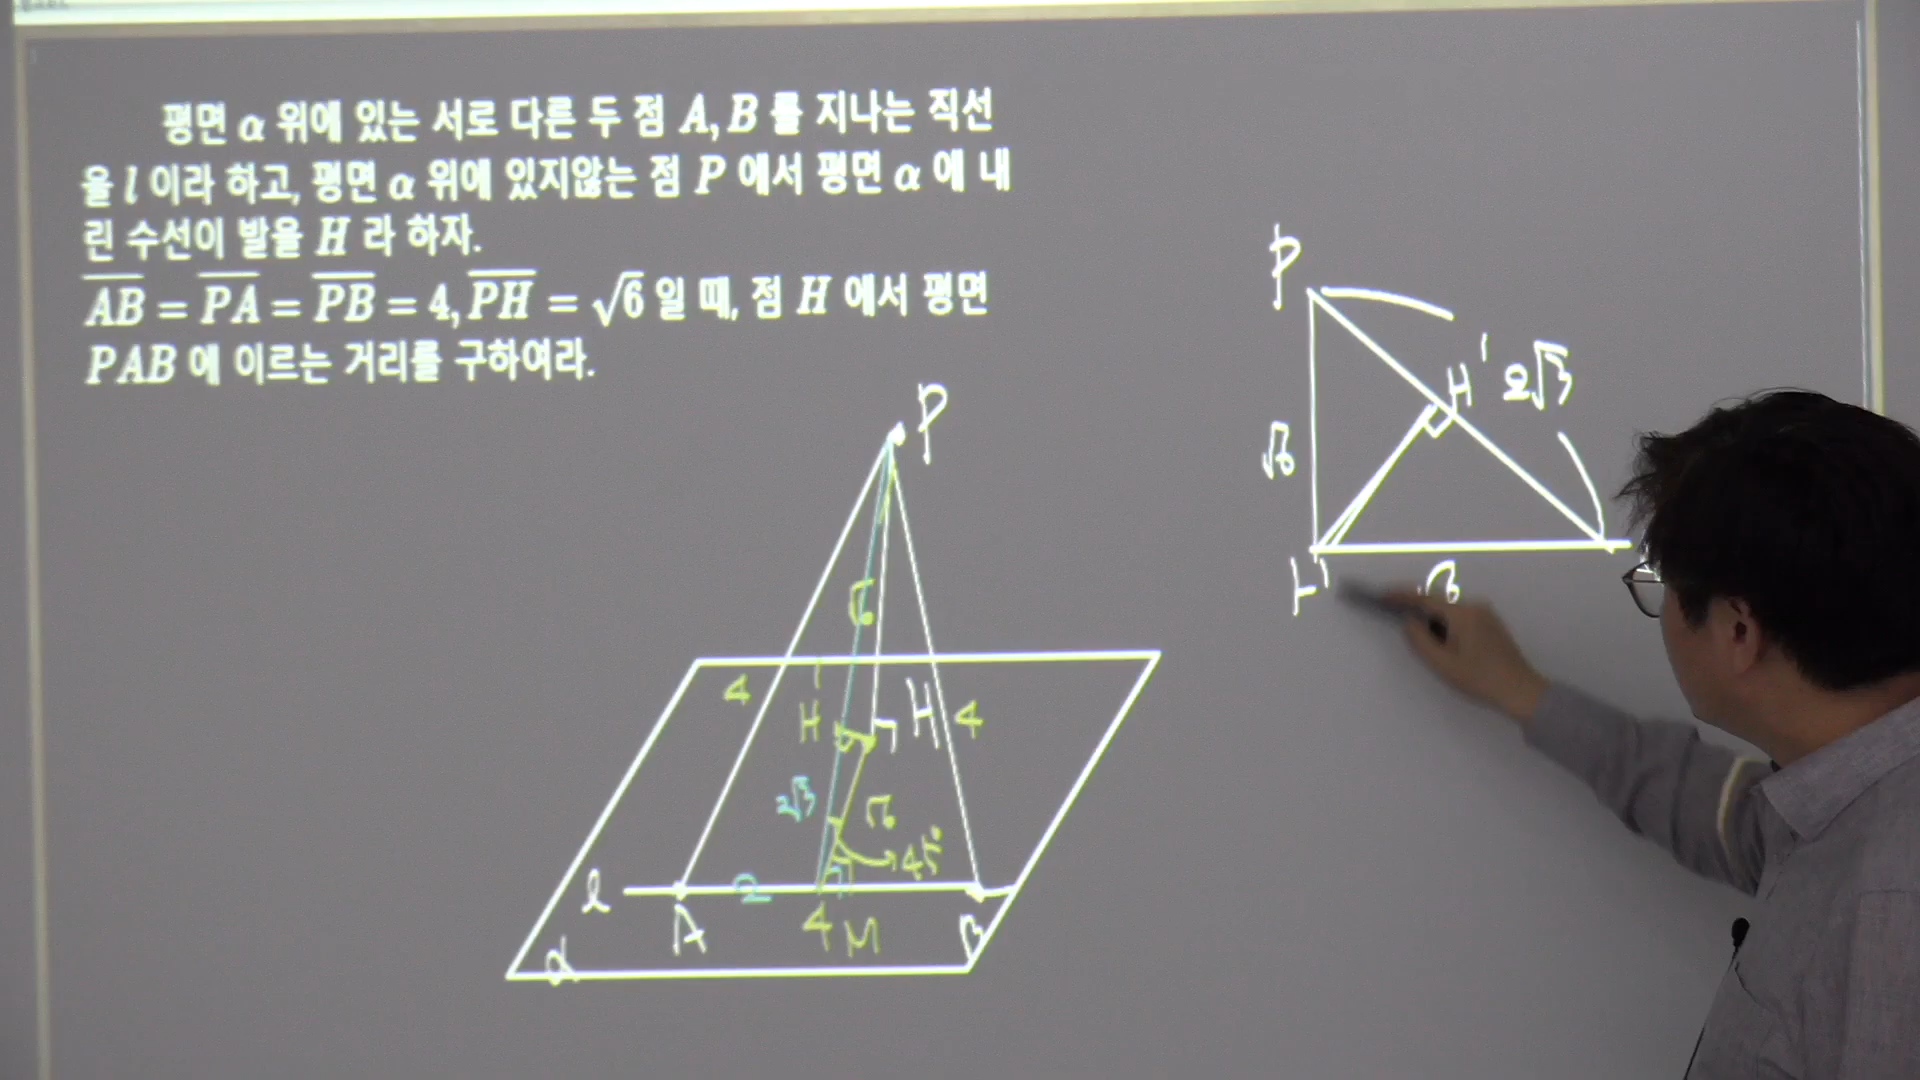 평면 α 위에 있는 서로 다른 두 점 A, B 를 지나는 직선
을 l 이라 하고, 평면 α 위에 있지않는 점 P 에서 평면 α 에 내
린 수선이 발을 H 라 하자.
AB = PA = PB = 4, PH = √6 일 때, 점 H 에서 평면
PAB 에 이르는 거리를 구하여라.
P
√6
4
H'
H
4
2√3
√6
45°
l
A
2
4
M
B
α
P
H'
2√3
√6
H
√6